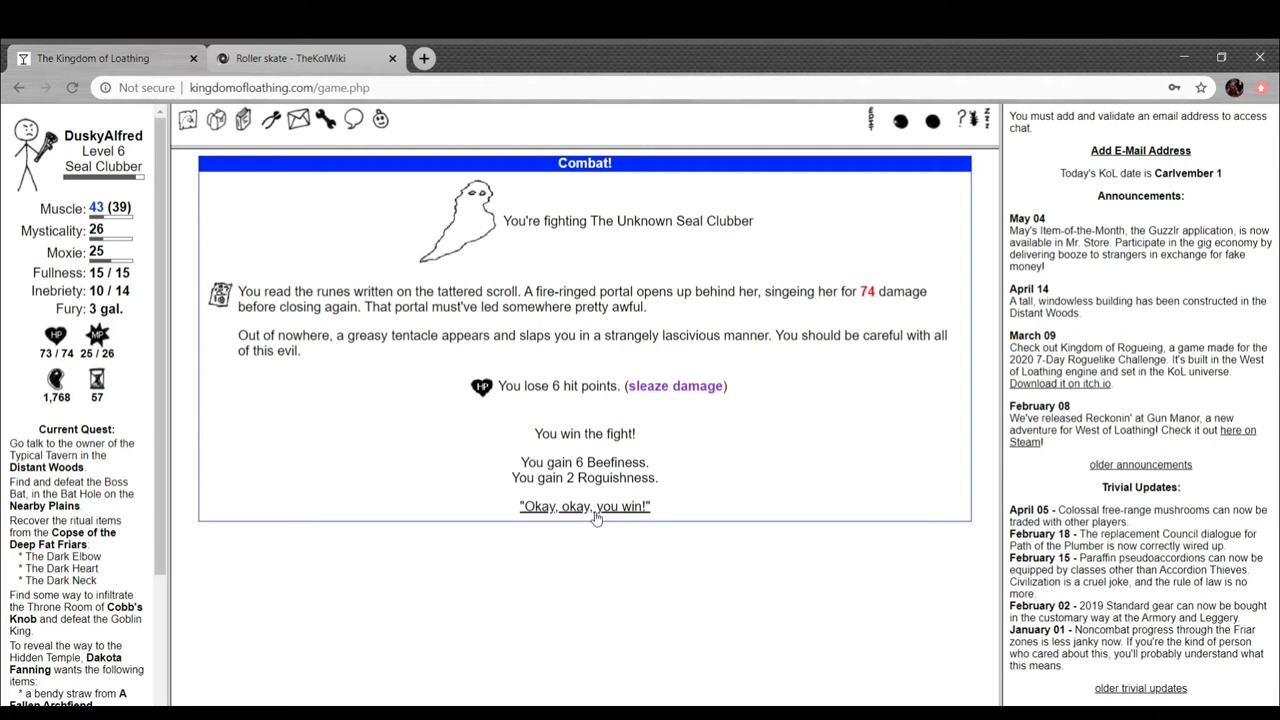 The Kingdom of Loathing
Roller skate - TheKolWiki
Not secure | kingdomofloathing.com/game.php
DuskyAlfred
Level 6
Seal Clubber
Muscle: 43 (39)
Mysticality: 26
Moxie: 25
Fullness: 15 / 15
Inebriety: 10 / 14
Fury: 3 gal.
HP MP
73 / 74 25 / 26
1,768 57
Current Quest:
Go talk to the owner of the
Typical Tavern in the
Distant Woods.
Find and defeat the Boss
Bat, in the Bat Hole on the
Nearby Plains.
Recover the ritual items
from the Copse of the
Deep Fat Friars:
* The Dark Elbow
* The Dark Heart
* The Dark Neck
Find some way to infiltrate
the Throne Room of Cobb's
Knob and defeat the Goblin
King.
To reveal the way to the
Hidden Temple, Dakota
Fanning wants the following
items:
* a bendy straw from A
Fallen Archfiend
Combat!
You're fighting The Unknown Seal Clubber
You read the runes written on the tattered scroll. A fire-ringed portal opens up behind her, singeing her for 74 damage
before closing again. That portal must've led somewhere pretty awful.
Out of nowhere, a greasy tentacle appears and slaps you in a strangely lascivious manner. You should be careful with all
of this evil.
HP You lose 6 hit points. (sleaze damage)
You win the fight!
You gain 6 Beefiness.
You gain 2 Roguishness.
"Okay, okay, you win!"
You must add and validate an email address to access
chat.
Add E-Mail Address
Today's KoL date is Carlvember 1
Announcements:
May 04
May's Item-of-the-Month, the Guzzlr application, is now
available in Mr. Store. Participate in the gig economy by
delivering booze to strangers in exchange for fake
money!
April 14
A tall, windowless building has been constructed in the
Distant Woods.
March 09
Check out Kingdom of Rogueing, a game made for the
2020 7-Day Roguelike Challenge. It's built in the West
of Loathing engine and set in the KoL universe.
Download it on itch.io.
February 08
We've released Reckonin' at Gun Manor, a new
adventure for West of Loathing! Check it out here on
Steam!
older announcements
Trivial Updates:
April 05 - Colossal free-range mushrooms can now be
traded with other players.
February 18 - The replacement Council dialogue for
Path of the Plumber is now correctly wired up.
February 15 - Paraffin pseudoaccordions can now be
equipped by classes other than Accordion Thieves.
Civilization is a cruel joke, and the rule of law is no
more.
February 02 - 2019 Standard gear can now be bought
in the customary way at the Armory and Leggery.
January 01 - Noncombat progress through the Friar
zones is less janky now. If you're the kind of person
who cared about this, you'll probably understand what
this means.
older trivial updates